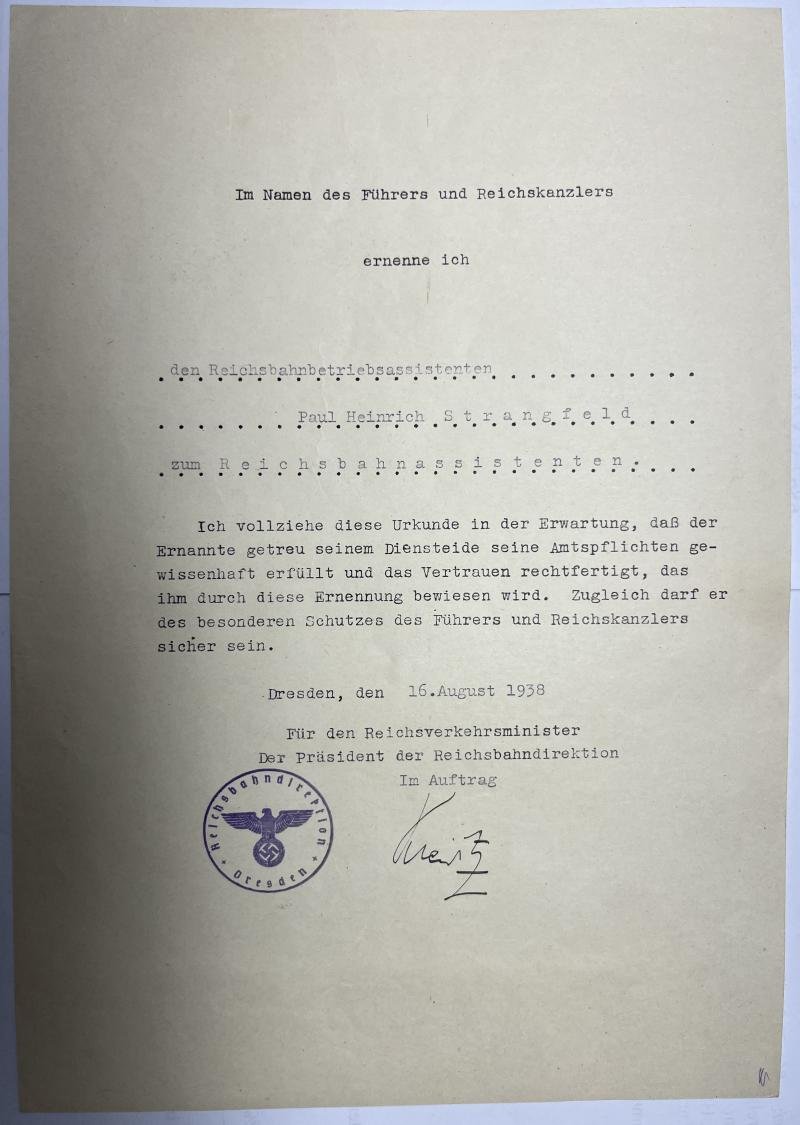 Im Namen des Führers und Reichskanzlers
ernenne ich
den Reichsbahnbetriebsassistenten
Paul Heinrich S t r a n g f e l d
zum R e i c h s b a h n a s s i s t e n t e n .
Ich vollziehe diese Urkunde in der Erwartung, daß der
Ernannte getreu seinem Diensteide seine Amtspflichten ge-
wissenhaft erfüllt und das Vertrauen rechtfertigt, das
ihm durch diese Ernennung bewiesen wird. Zugleich darf er
des besonderen Schutzes des Führers und Reichskanzlers
sicher sein.
Dresden, den 16.August 1938
Für den Reichsverkehrsminister
Der Präsident der Reichsbahndirektion
Im Auftrag
Reichsbahndirektion
Dresden